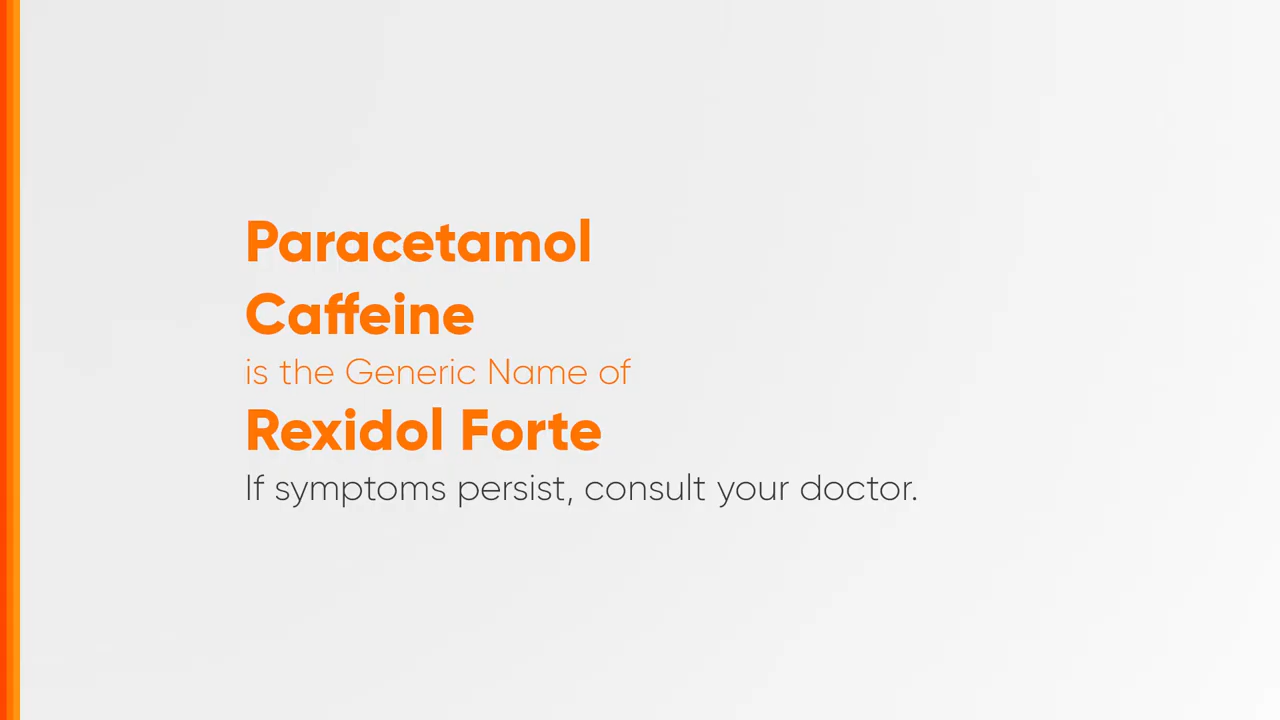 Paracetamol
Caffeine
is the Generic Name of
Rexidol Forte
If symptoms persist, consult your doctor.